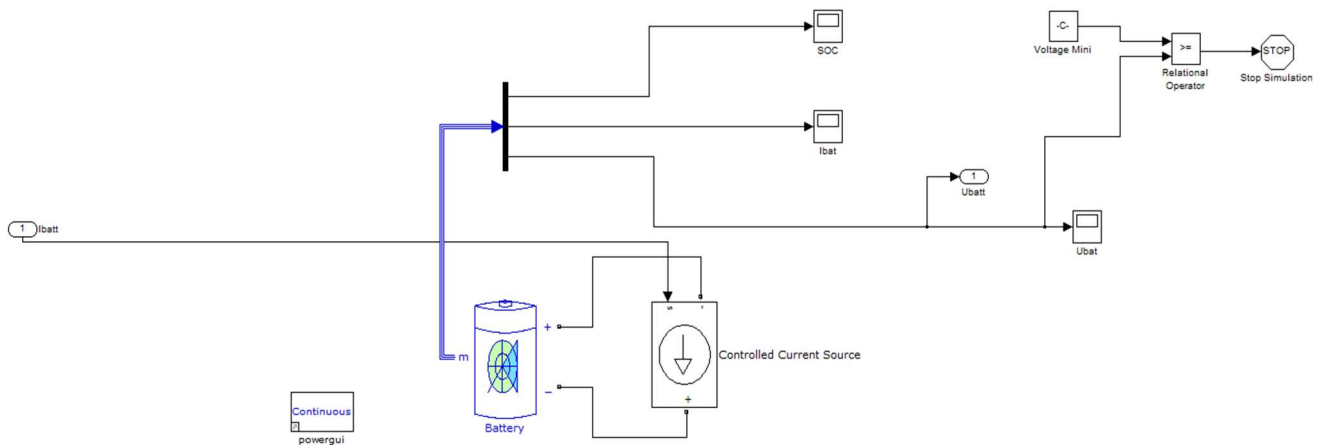 -C-
Voltage Mini
>=
Relational
Operator
STOP
Stop Simulation
SOC
Ibat
1
Ubatt
1
Ibatt
Ubat
m
+
−
Battery
s
−
+
Controlled Current Source
Continuous
powergui